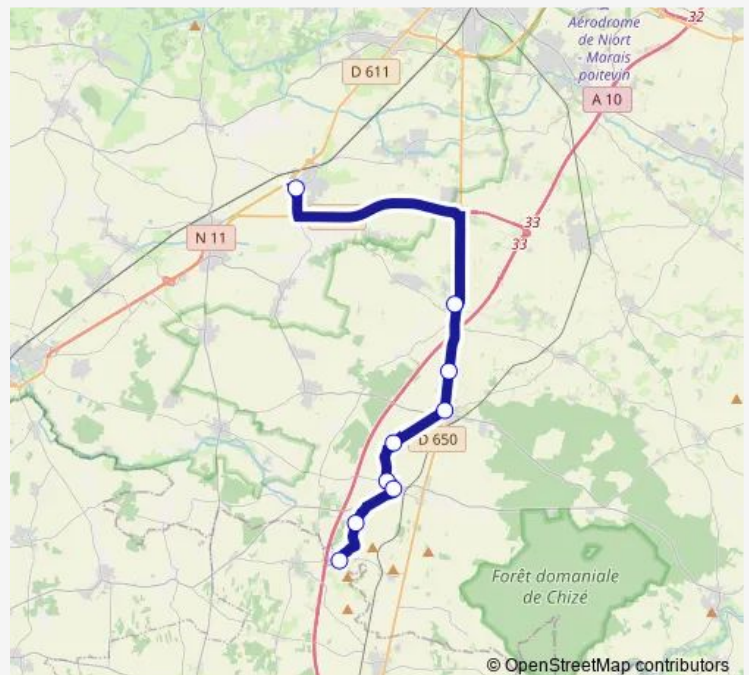 32
Aérodrome
de Niort
- Marais
poitevin
D 611
A 10
33
33
N 11
D 650
Forêt domaniale
de Chizé
© OpenStreetMap contributors